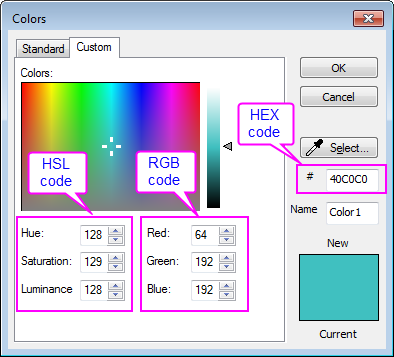 Colors
Standard Custom
Colors:
OK
Cancel
HEX
code
Select...
HSL
code
RGB
code
# 40C0C0
Name Color1
Hue: 128
Red: 64
Saturation: 129
Green: 192
Luminance 128
Blue: 192
New
Current